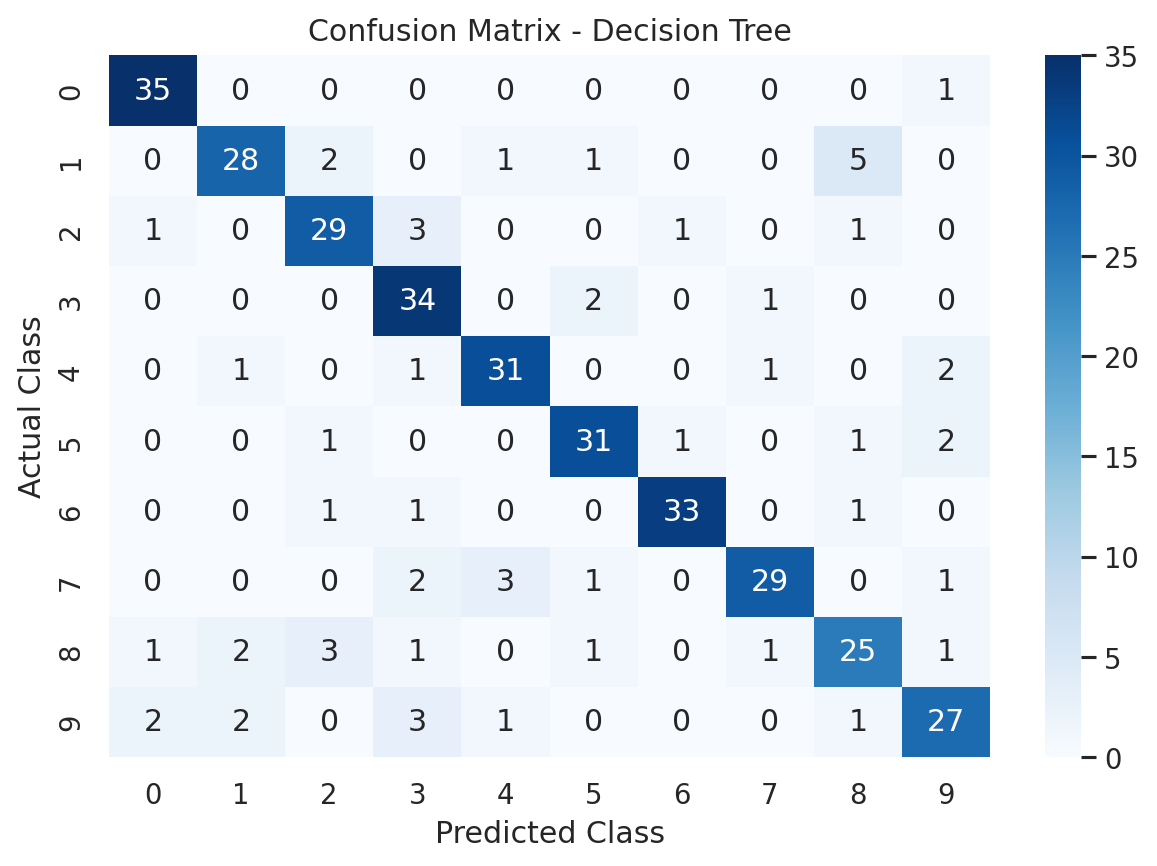 Confusion Matrix - Decision Tree
0 35 0 0 0 0 0 0 0 0 1
1 0 28 2 0 1 1 0 0 5 0
2 1 0 29 3 0 0 1 0 1 0
3 0 0 0 34 0 2 0 1 0 0
4 0 1 0 1 31 0 0 1 0 2
5 0 0 1 0 0 31 1 0 1 2
6 0 0 1 1 0 0 33 0 1 0
7 0 0 0 2 3 1 0 29 0 1
8 1 2 3 1 0 1 0 1 25 1
9 2 2 0 3 1 0 0 0 1 27
0 1 2 3 4 5 6 7 8 9
Predicted Class
Actual Class
35
30
25
20
15
10
5
0